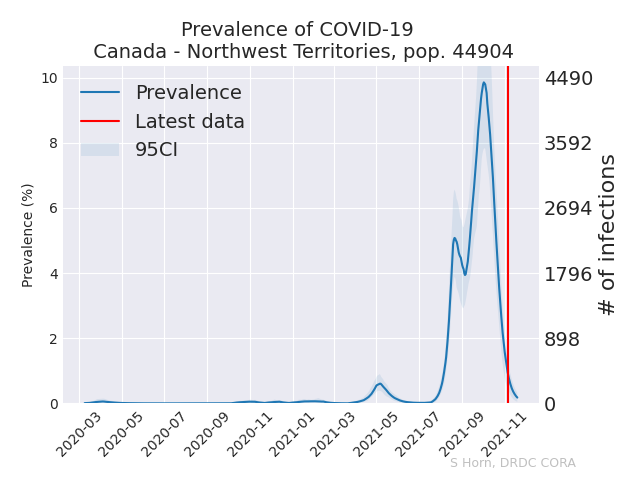 Prevalence of COVID-19
Canada - Northwest Territories, pop. 44904
Prevalence
Latest data
95CI
Prevalence (%)
10
8
6
4
2
0
4490
3592
2694
1796
898
0
# of infections
2020-03
2020-05
2020-07
2020-09
2020-11
2021-01
2021-03
2021-05
2021-07
2021-09
2021-11
S Horn, DRDC CORA